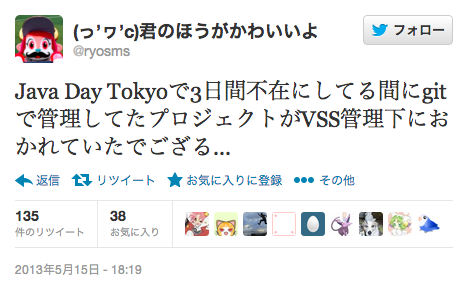 (っ’ヮ’c)君のほうがかわいいよ
@ryosms
フォロー
Java Day Tokyoで3日間不在にしてる間にgit
で管理してたプロジェクトがVSS管理下にお
かれていたでござる...
返信 リツイート お気に入りに登録 その他
135 38
件のリツイート お気に入り
2013年5月15日 - 18:19